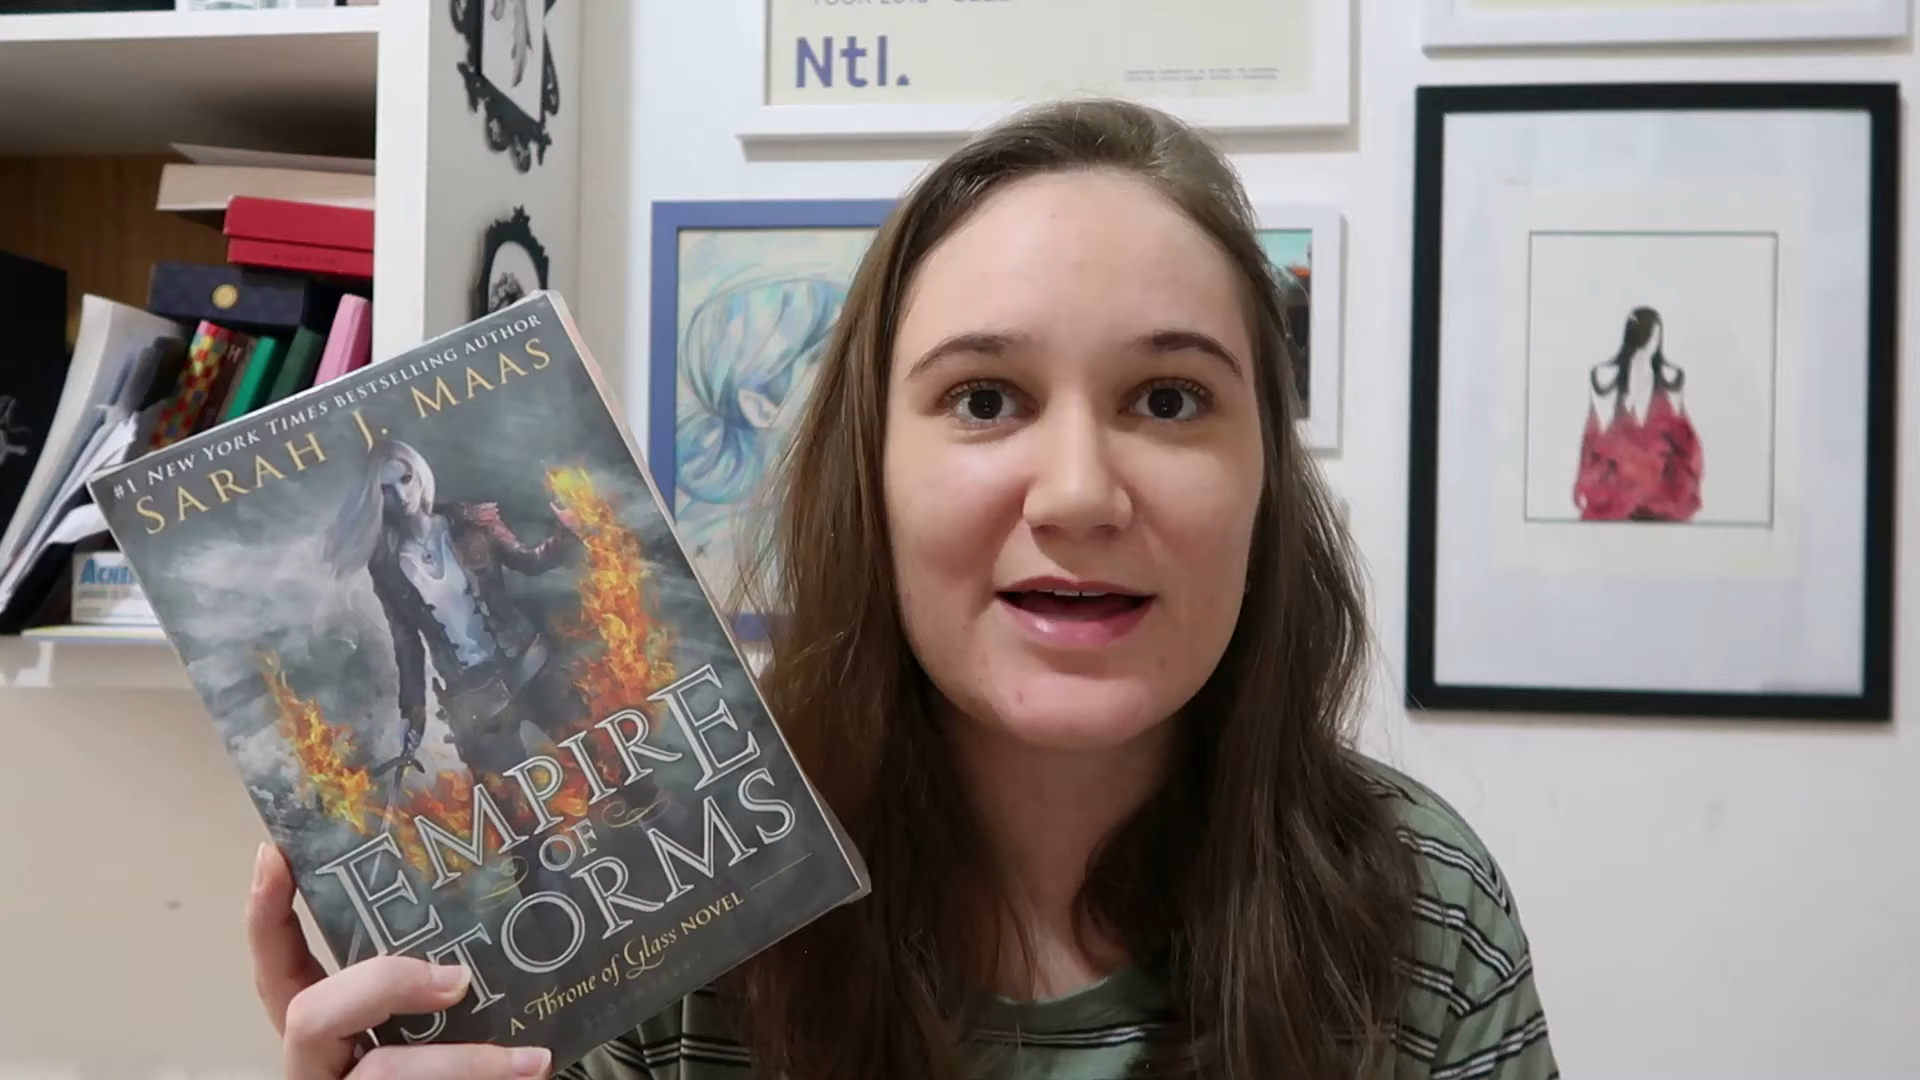 Ntl.
#1 NEW YORK TIMES BESTSELLING AUTHOR
SARAH J. MAAS
EMPIRE
OF
STORMS
A Throne of Glass NOVEL